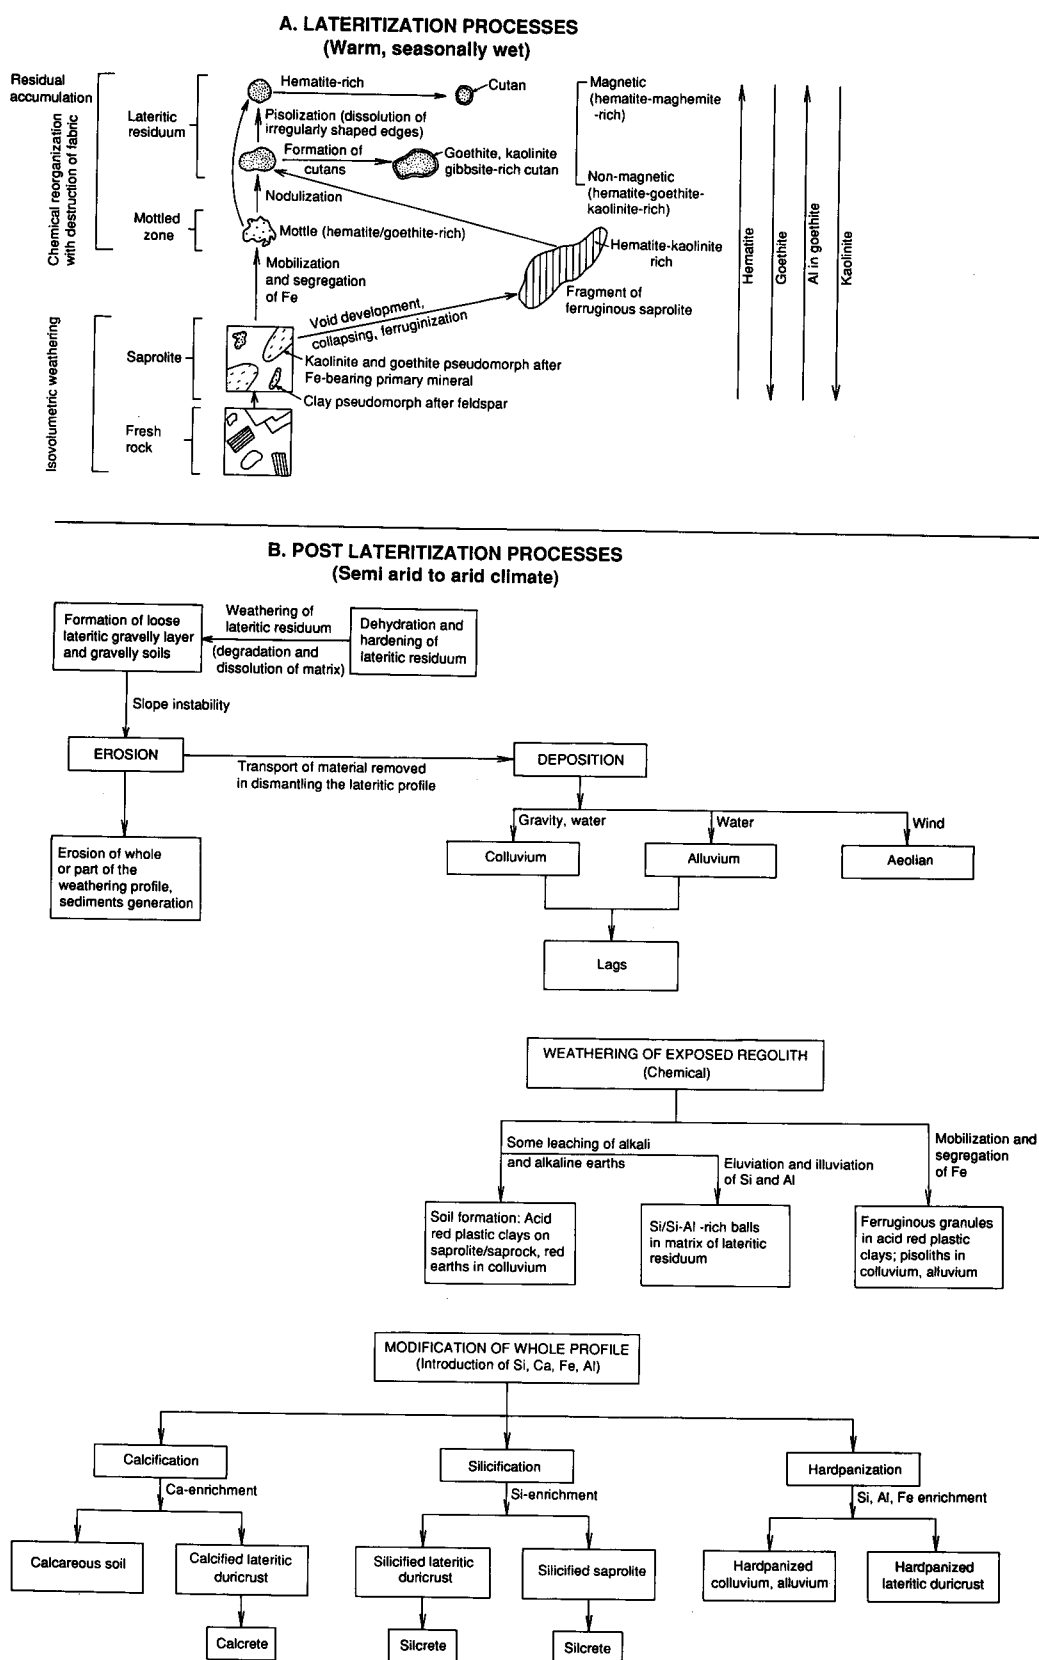 A. LATERITIZATION PROCESSES
(Warm, seasonally wet)
Residual
accumulation
Chemical reorganization
with destruction of fabric
Isovolumetric weathering
Lateritic
residuum
Mottled
zone
Saprolite
Fresh
rock
Hematite-rich
Cutan
Pisolization (dissolution of
irregularly shaped edges)
Formation of
cutans
Goethite, kaolinite
gibbsite-rich cutan
Nodulization
Mottle (hematite/goethite-rich)
Mobilization
and segregation
of Fe
Void development,
collapsing, ferruginization
Hematite-kaolinite
rich
Fragment of
ferruginous saprolite
Kaolinite and goethite pseudomorph after
Fe-bearing primary mineral
Clay pseudomorph after feldspar
Magnetic
(hematite-maghemite
-rich)
Non-magnetic
(hematite-goethite-
kaolinite-rich)
Hematite
Goethite
Al in goethite
Kaolinite
B. POST LATERITIZATION PROCESSES
(Semi arid to arid climate)
Formation of loose
lateritic gravelly layer
and gravelly soils
Weathering of
lateritic residuum
(degradation and
dissolution of matrix)
Dehydration and
hardening of
lateritic residuum
Slope instability
EROSION
Transport of material removed
in dismantling the lateritic profile
DEPOSITION
Erosion of whole
or part of the
weathering profile,
sediments generation
Gravity, water
Water
Wind
Colluvium
Alluvium
Aeolian
Lags
WEATHERING OF EXPOSED REGOLITH
(Chemical)
Some leaching of alkali
and alkaline earths
Eluviation and illuviation
of Si and Al
Mobilization and
segregation
of Fe
Soil formation: Acid
red plastic clays on
saprolite/saprock, red
earths in colluvium
Si/Si-Al -rich balls
in matrix of lateritic
residuum
Ferruginous granules
in acid red plastic
clays; pisoliths in
colluvium, alluvium
MODIFICATION OF WHOLE PROFILE
(Introduction of Si, Ca, Fe, Al)
Calcification
Silicification
Hardpanization
Ca-enrichment
Si-enrichment
Si, Al, Fe enrichment
Calcareous soil
Calcified lateritic
duricrust
Silicified lateritic
duricrust
Silicified saprolite
Hardpanized
colluvium, alluvium
Hardpanized
lateritic duricrust
Calcrete
Silcrete
Silcrete